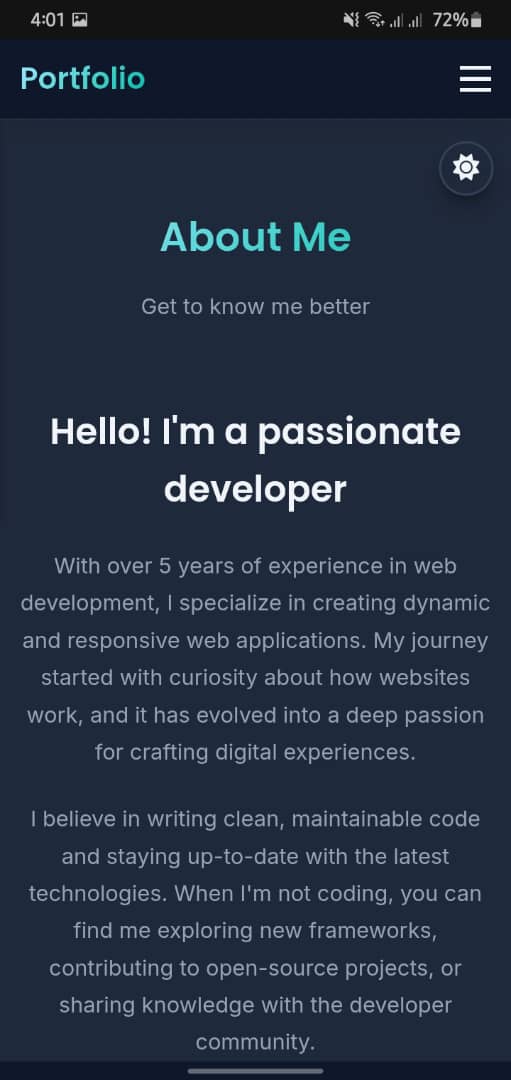 4:01 72%
Portfolio
About Me
Get to know me better
Hello! I'm a passionate
developer
With over 5 years of experience in web
development, I specialize in creating dynamic
and responsive web applications. My journey
started with curiosity about how websites
work, and it has evolved into a deep passion
for crafting digital experiences.
I believe in writing clean, maintainable code
and staying up-to-date with the latest
technologies. When I'm not coding, you can
find me exploring new frameworks,
contributing to open-source projects, or
sharing knowledge with the developer
community.